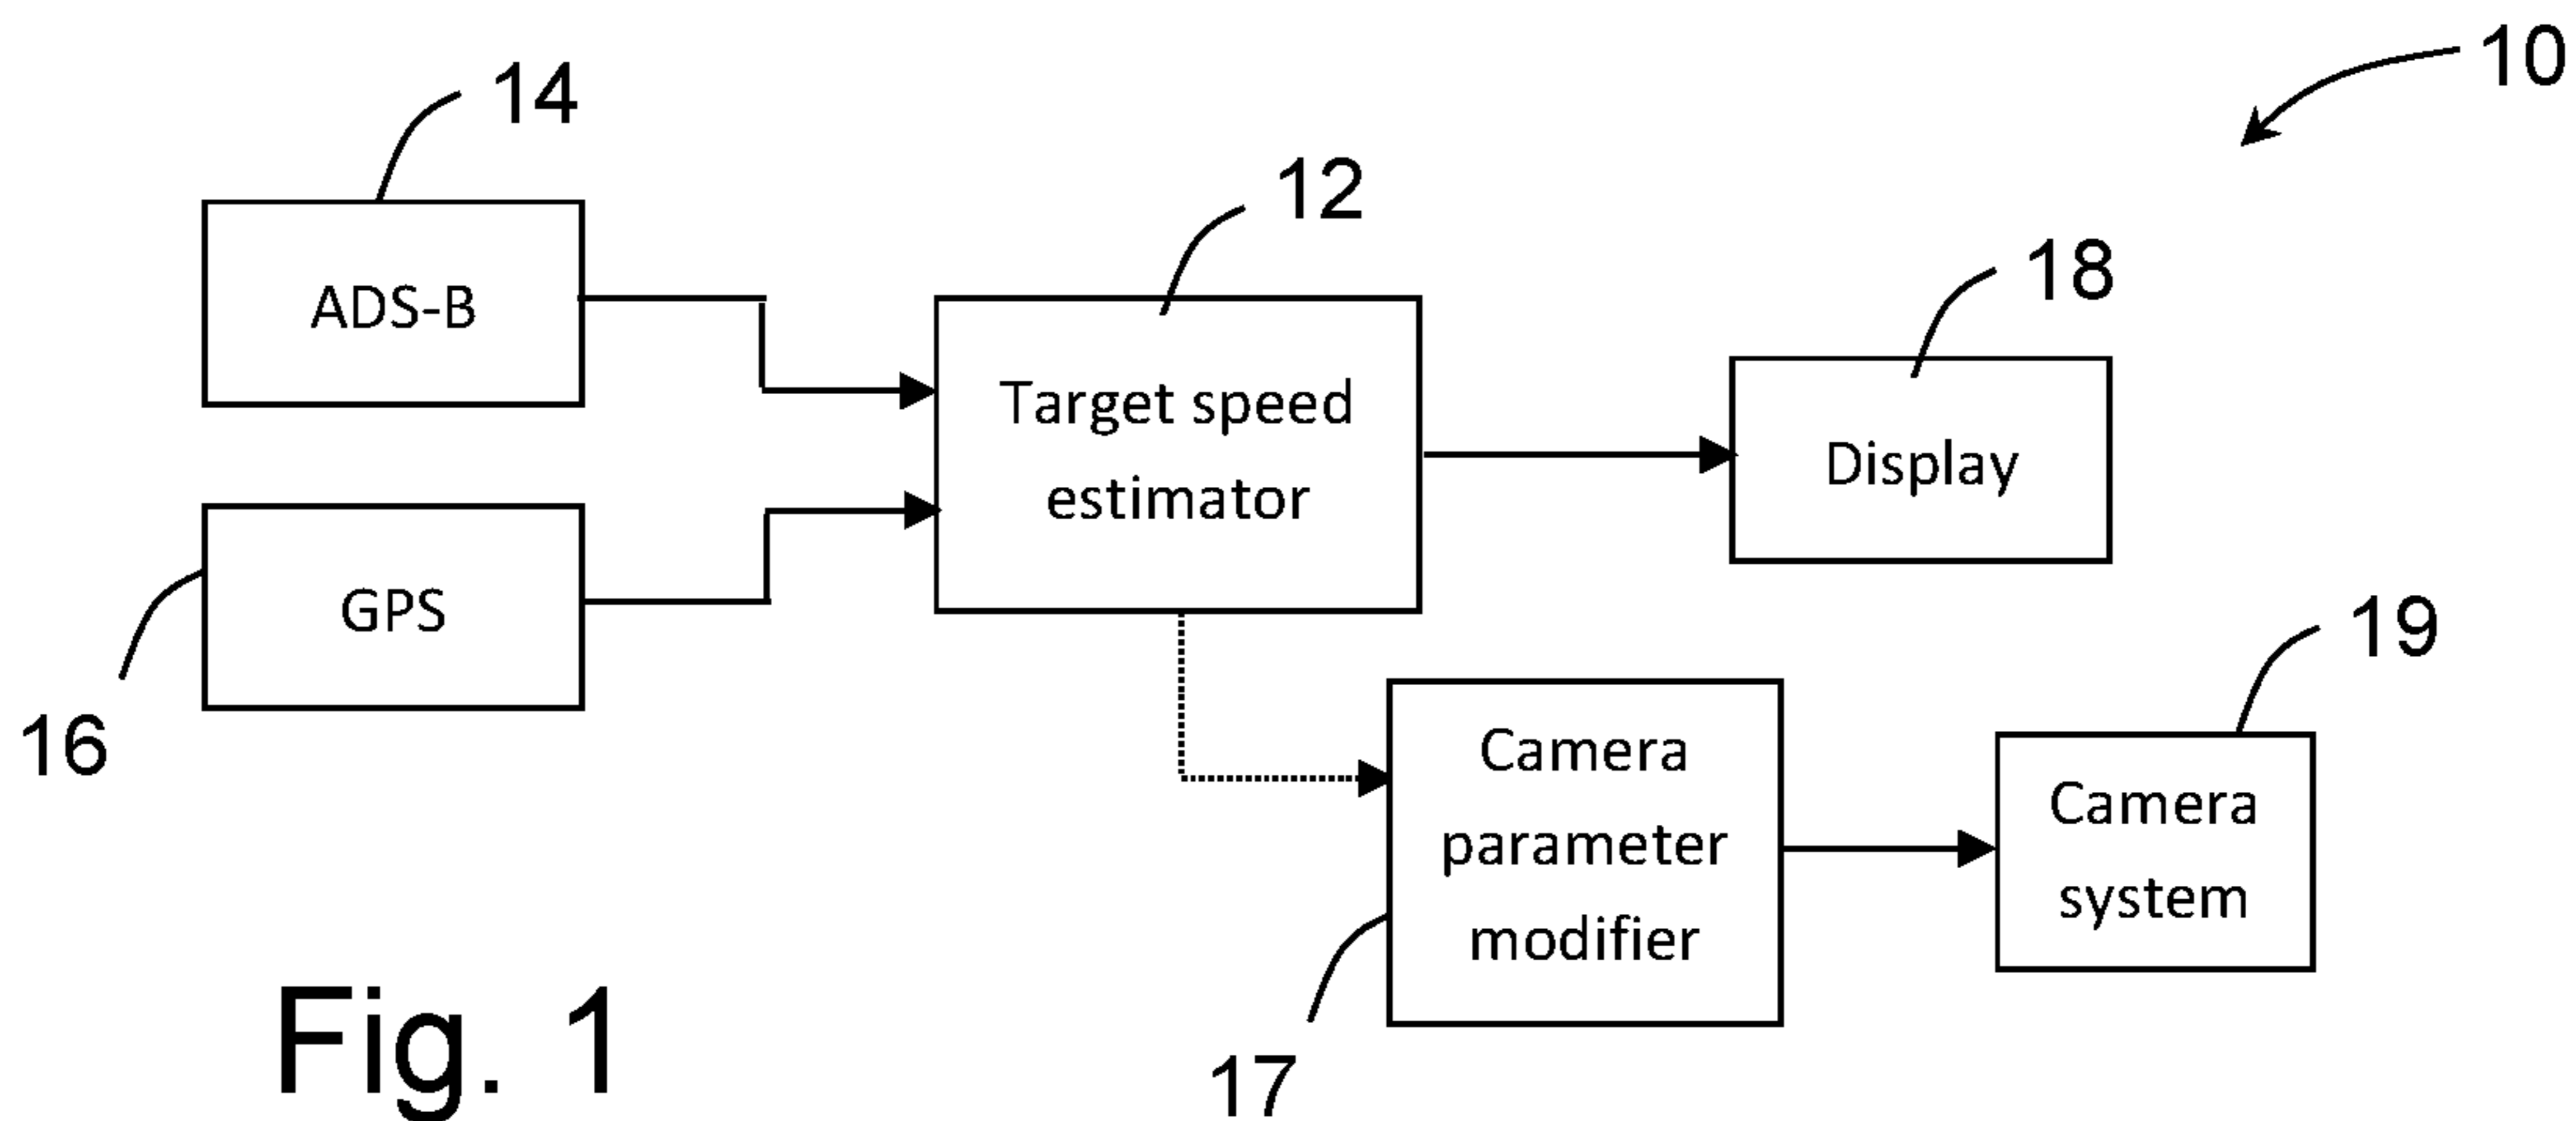 10
14
12
18
ADS-B
Target speed
estimator
Display
GPS
16
19
Camera
parameter
modifier
Camera
system
17
Fig. 1